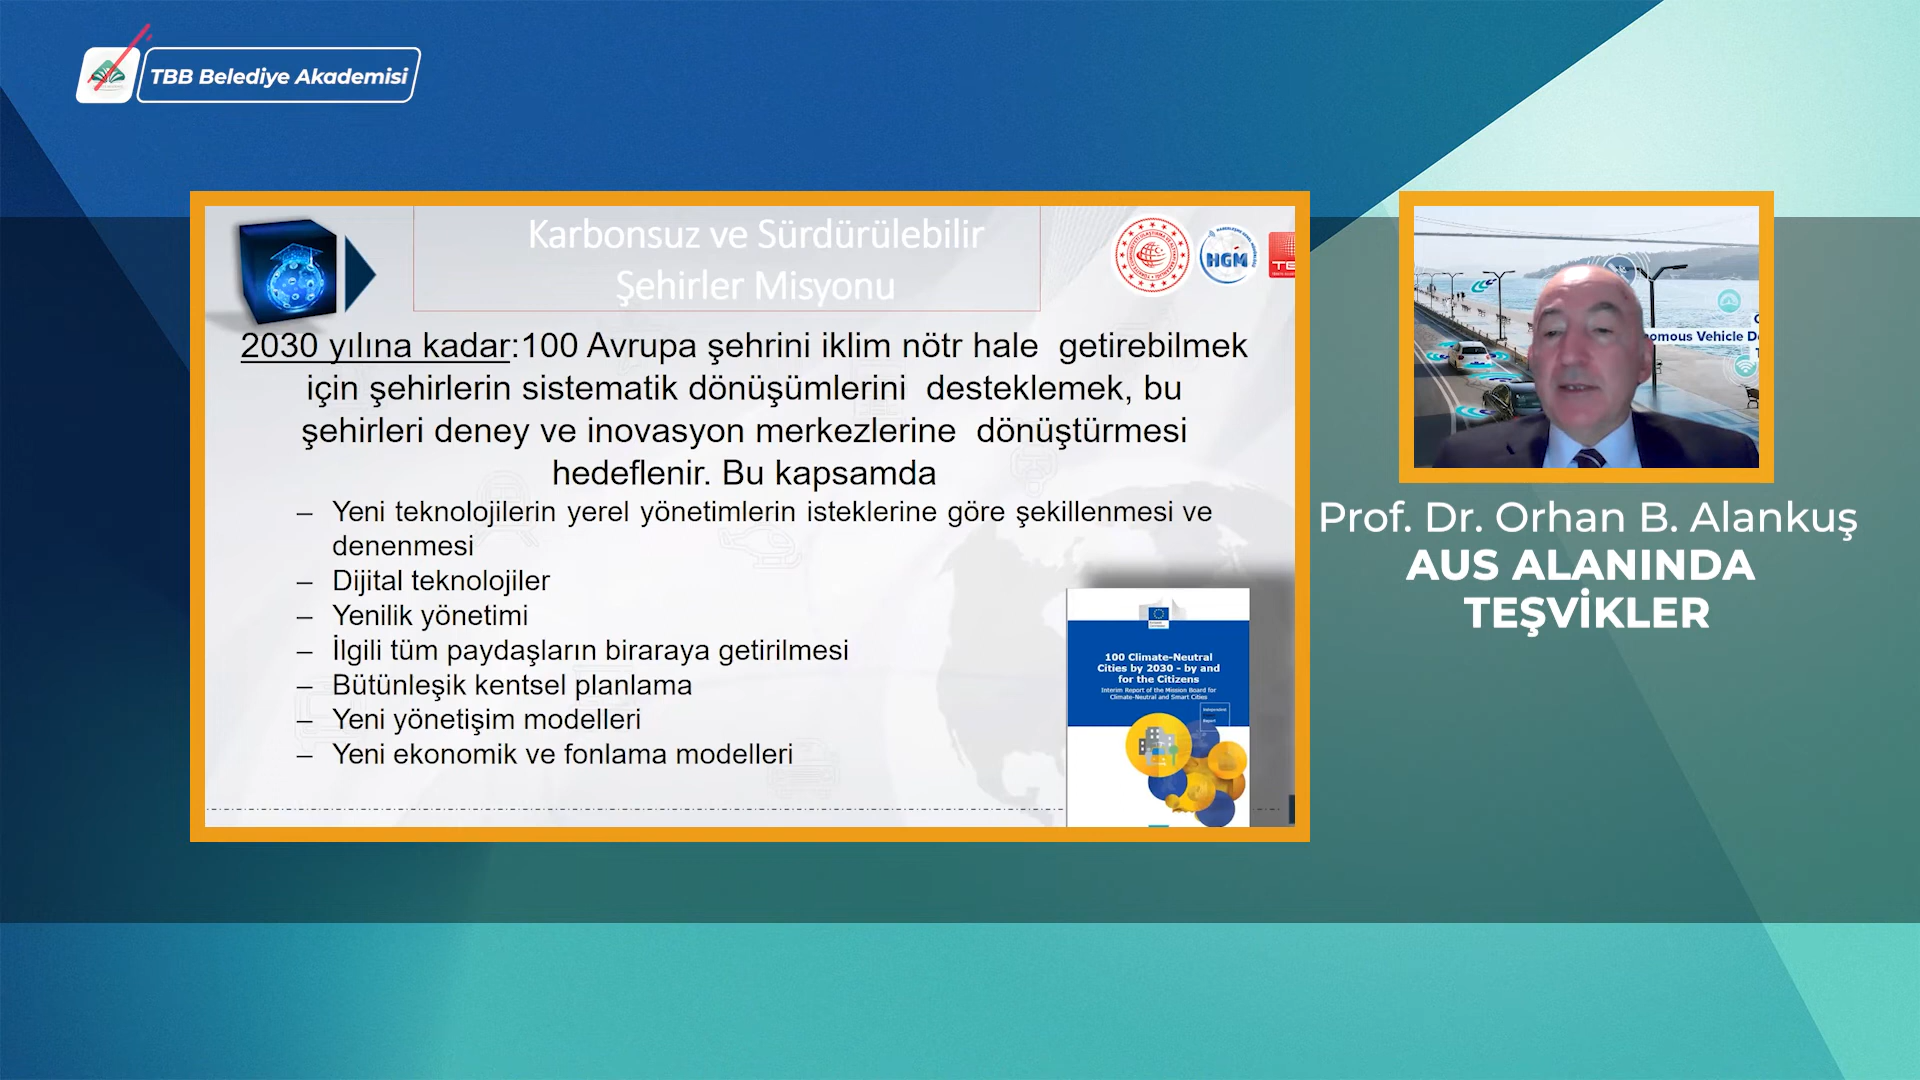 TBB Belediye Akademisi
Karbonsuz ve Sürdürülebilir
Şehirler Misyonu
HGM
2030 yılına kadar:100 Avrupa şehrini iklim nötr hale getirebilmek
için şehirlerin sistematik dönüşümlerini desteklemek, bu
şehirleri deney ve inovasyon merkezlerine dönüştürmesi
hedeflenir. Bu kapsamda
– Yeni teknolojilerin yerel yönetimlerin isteklerine göre şekillenmesi ve
denenmesi
– Dijital teknolojiler
– Yenilik yönetimi
– İlgili tüm paydaşların biraraya getirilmesi
– Bütünleşik kentsel planlama
– Yeni yönetişim modelleri
– Yeni ekonomik ve fonlama modelleri
100 Climate-Neutral
Cities by 2030 - by and
for the Citizens
Interim Report of the Mission Board for
Climate-Neutral and Smart Cities
Independent
Report
omous Vehicle De
Prof. Dr. Orhan B. Alankuş
AUS ALANINDA
TEŞVİKLER